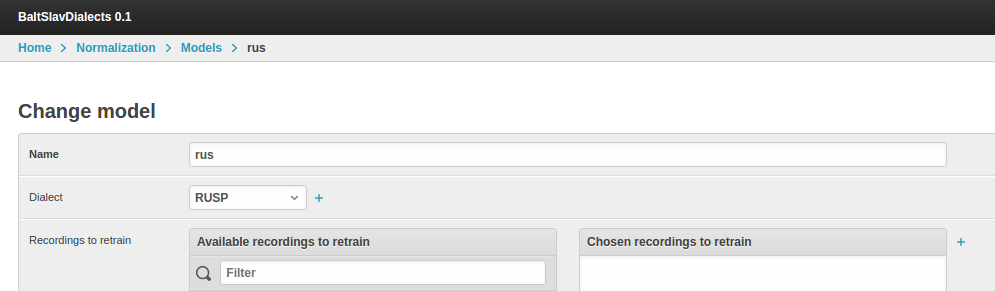 BaltSlavDialects 0.1
Home > Normalization > Models > rus
Change model
Name rus
Dialect RUSP +
Recordings to retrain Available recordings to retrain Chosen recordings to retrain +
Filter